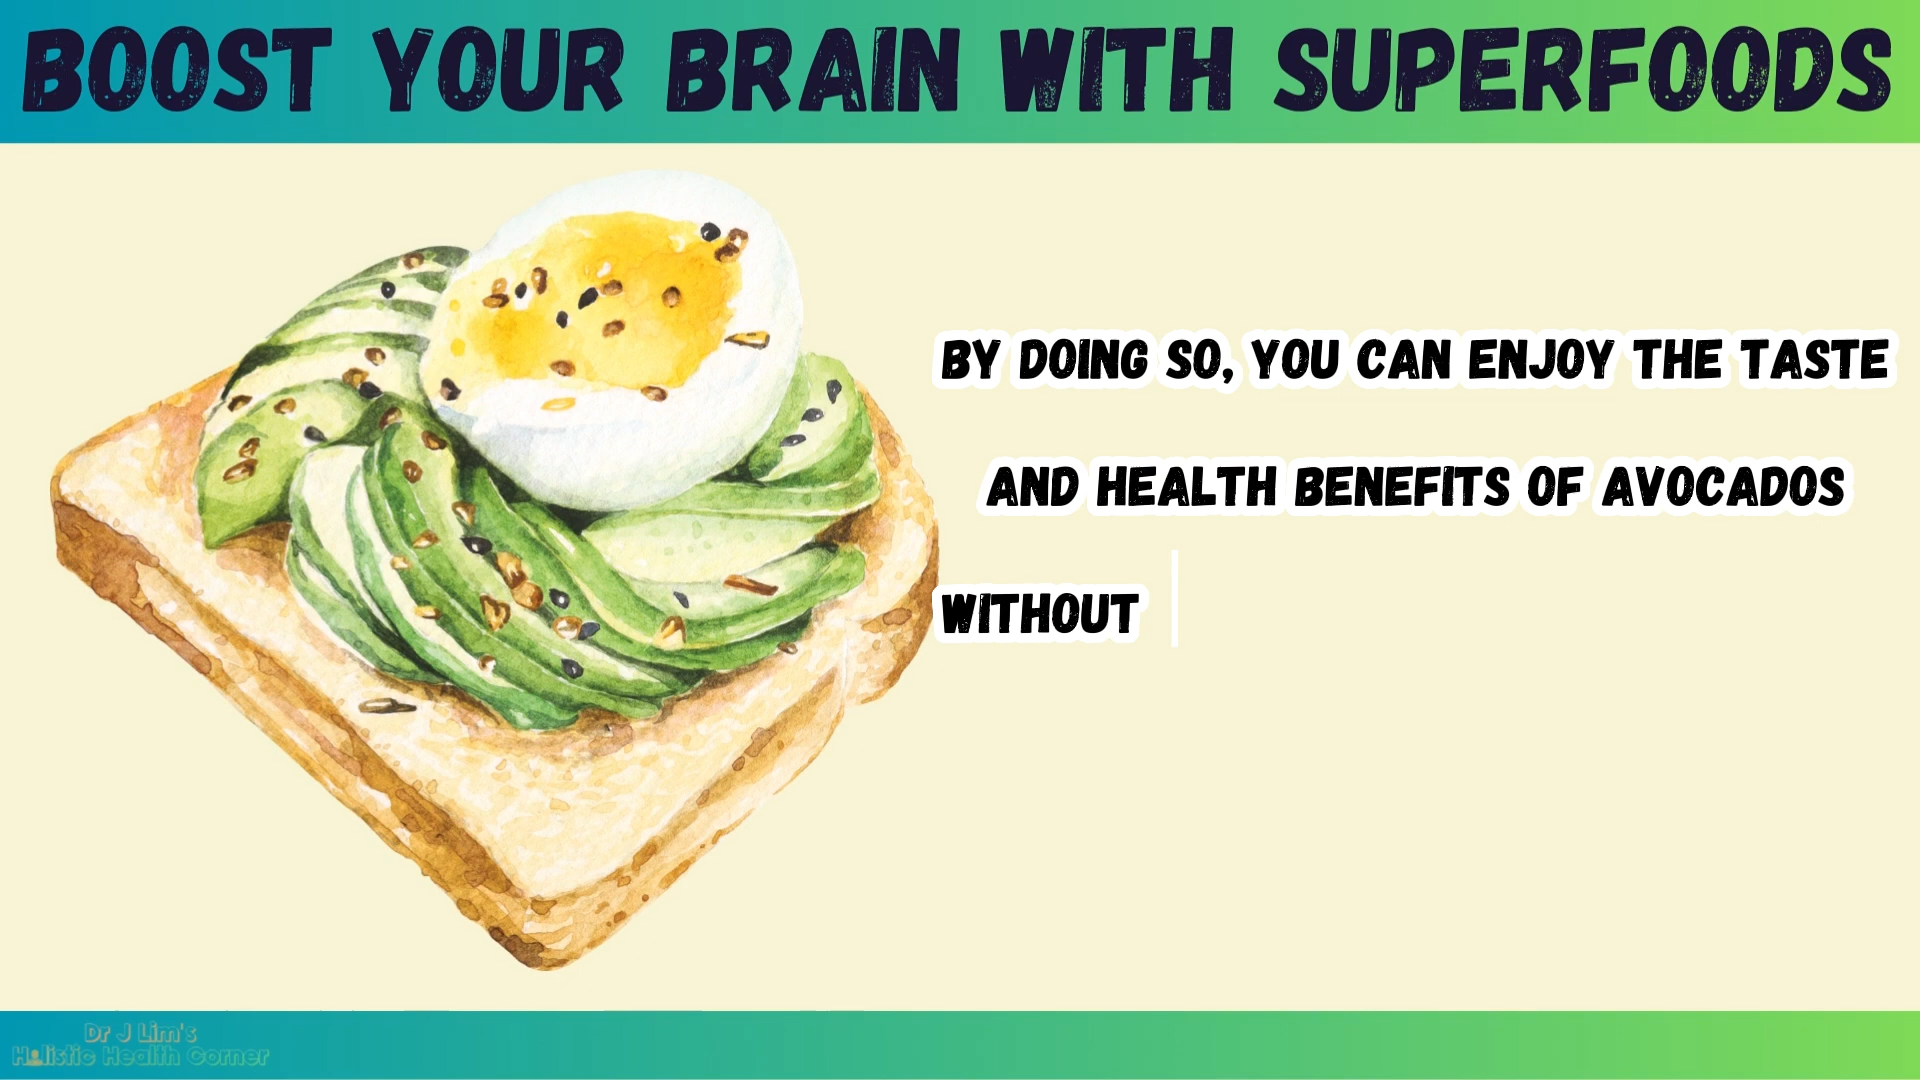 BOOST YOUR BRAIN WITH SUPERFOODS
BY DOING SO, YOU CAN ENJOY THE TASTE
AND HEALTH BENEFITS OF AVOCADOS
WITHOUT
Dr J Lim's
Holistic Health Corner